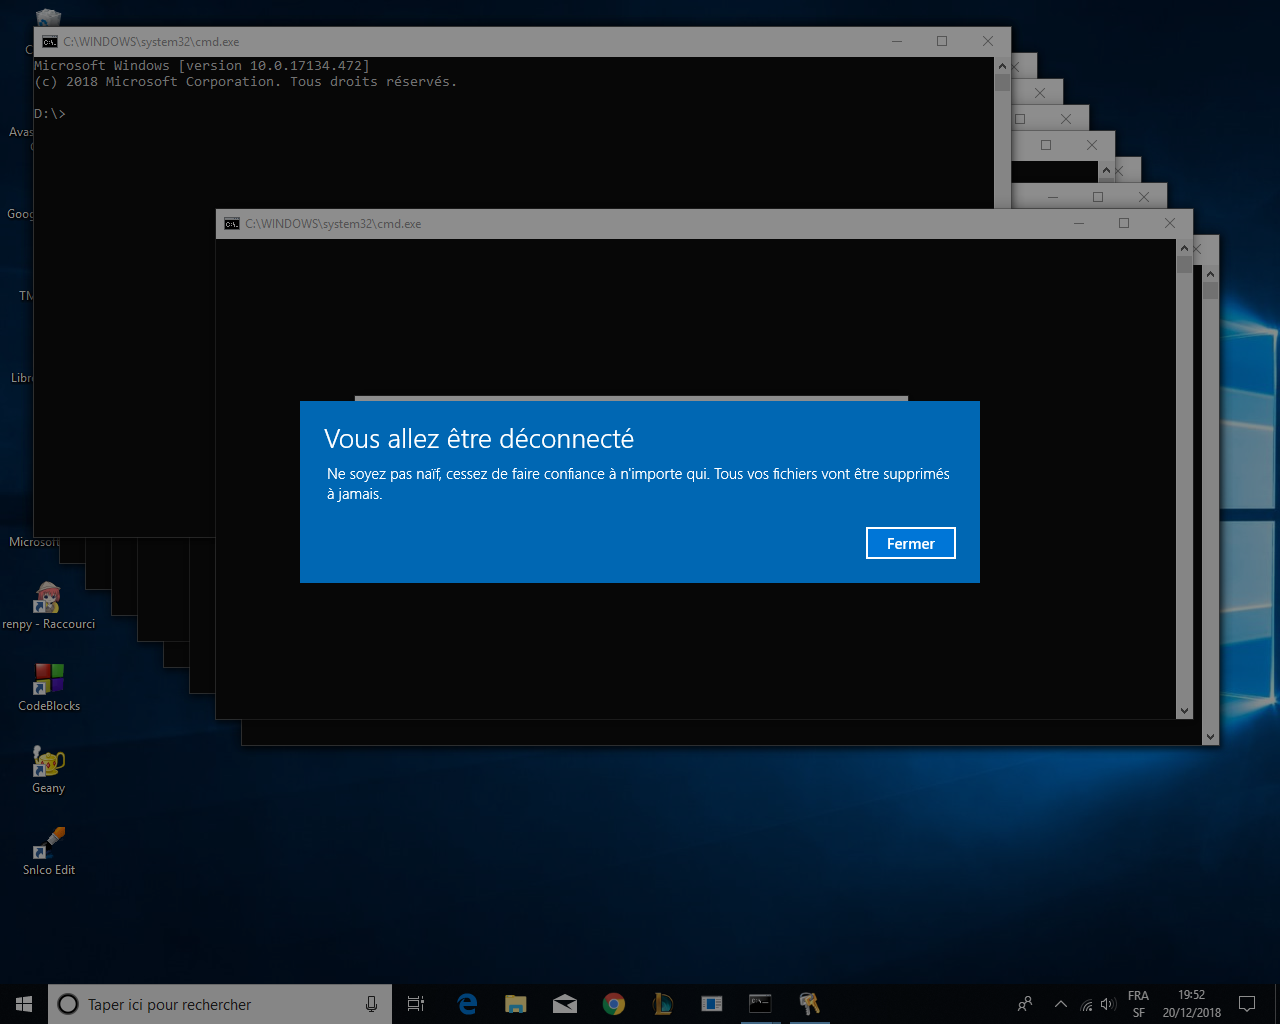 C:\WINDOWS\system32\cmd.exe
Microsoft Windows [version 10.0.17134.472]
(c) 2018 Microsoft Corporation. Tous droits réservés.
D:\>
Avas
Goog
TM
Libre
C:\WINDOWS\system32\cmd.exe
Vous allez être déconnecté
Ne soyez pas naïf, cessez de faire confiance à n'importe qui. Tous vos fichiers vont être supprimés
à jamais.
Fermer
Microsoft
renpy - Raccourci
CodeBlocks
Geany
Snlco Edit
Taper ici pour rechercher
FRA
SF
19:52
20/12/2018